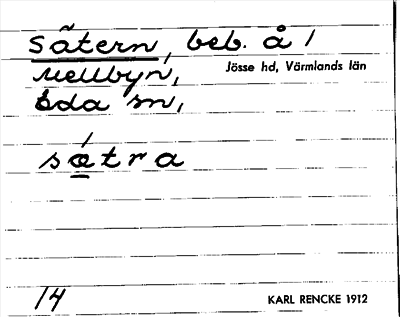 Sätern, beb. å /
Mellbyn, Jösse hd, Värmlands län
Eda sn,
sætra
14 KARL RENCKE 1912